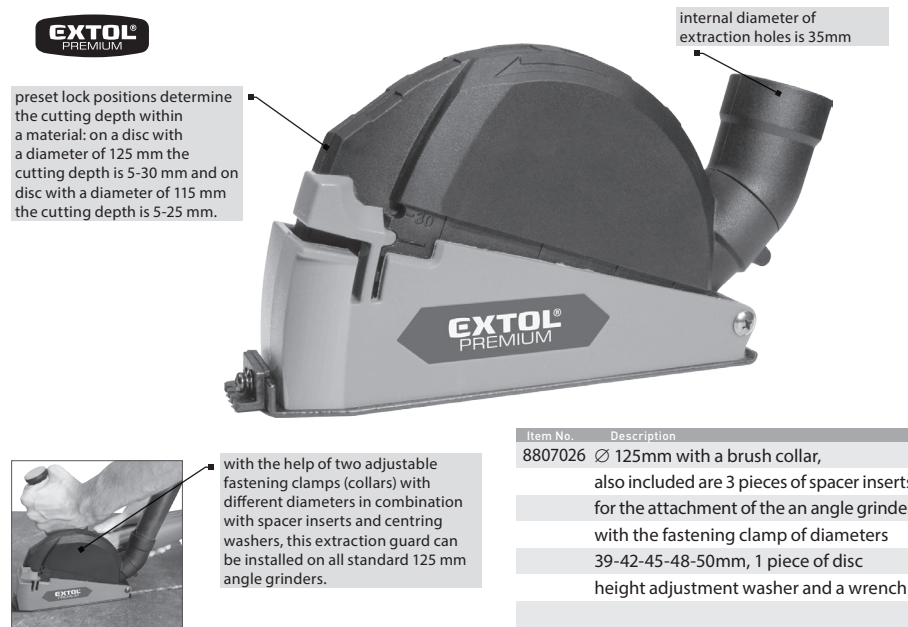 EXTOL®
PREMIUM
internal diameter of
extraction holes is 35mm
preset lock positions determine
the cutting depth within
a material: on a disc with
a diameter of 125 mm the
cutting depth is 5-30 mm and on
disc with a diameter of 115 mm
the cutting depth is 5-25 mm.
30
EXTOL®
PREMIUM
with the help of two adjustable
fastening clamps (collars) with
different diameters in combination
with spacer inserts and centring
washers, this extraction guard can
be installed on all standard 125 mm
angle grinders.
EXTOL
Item No. Description
8807026 ∅ 125mm with a brush collar,
also included are 3 pieces of spacer inserts
for the attachment of the an angle grinde
with the fastening clamp of diameters
39-42-45-48-50mm, 1 piece of disc
height adjustment washer and a wrench